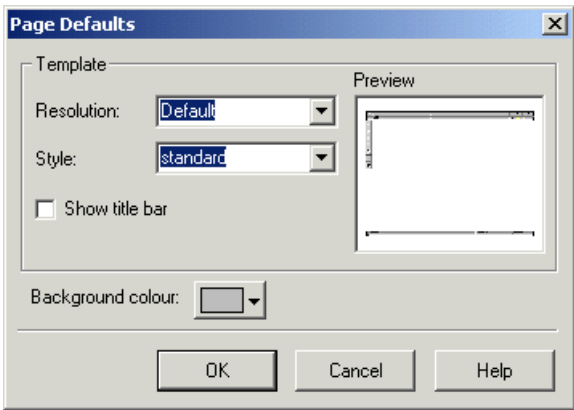 Page Defaults
Template
Preview
Resolution: Default
Style: standard
Show title bar
Background colour:
OK Cancel Help